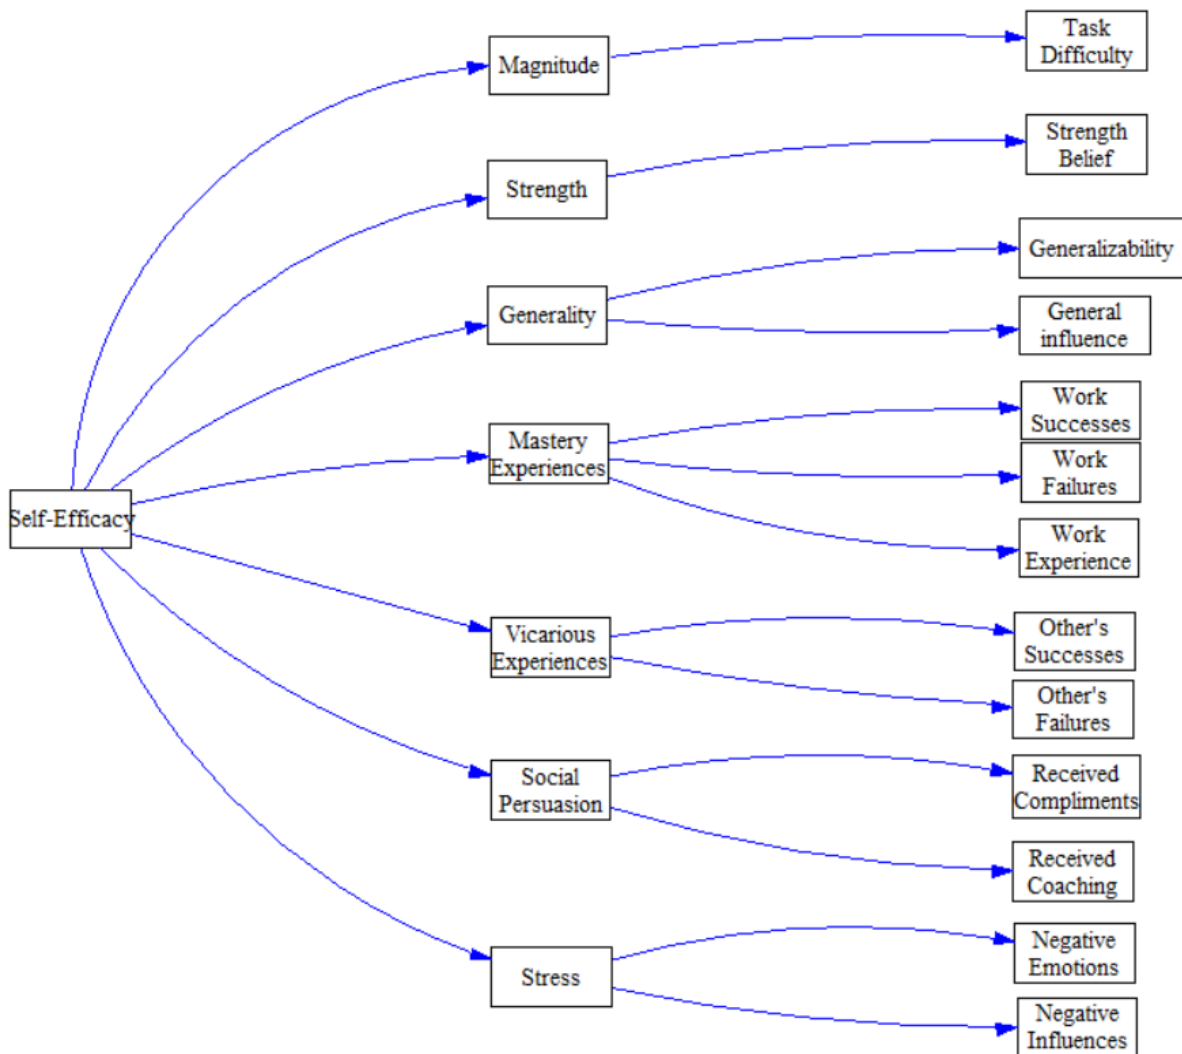 Task
Difficulty
Magnitude
Strength
Belief
Strength
Generalizability
Generality
General
influence
Work
Successes
Mastery
Experiences
Work
Failures
Self-Efficacy
Work
Experience
Vicarious
Experiences
Other's
Successes
Other's
Failures
Social
Persuasion
Received
Compliments
Received
Coaching
Negative
Emotions
Stress
Negative
Influences